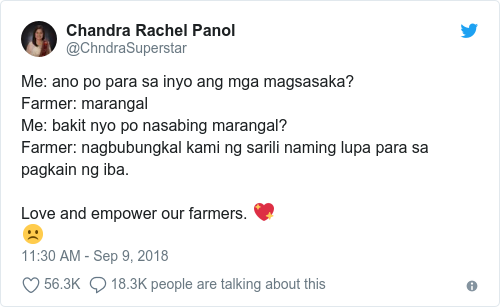 Chandra Rachel Panol
@ChndraSuperstar
Me: ano po para sa inyo ang mga magsasaka?
Farmer: marangal
Me: bakit nyo po nasabing marangal?
Farmer: nagbubungkal kami ng sarili naming lupa para sa
pagkain ng iba.
Love and empower our farmers. 💖
🙁
11:30 AM - Sep 9, 2018
56.3K 18.3K people are talking about this